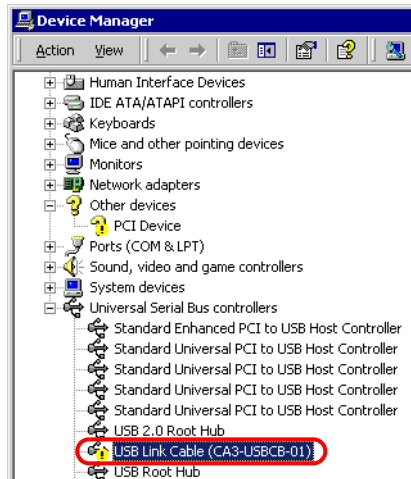 Device Manager
Action View
Human Interface Devices
IDE ATA/ATAPI controllers
Keyboards
Mice and other pointing devices
Monitors
Network adapters
Other devices
PCI Device
Ports (COM & LPT)
Sound, video and game controllers
System devices
Universal Serial Bus controllers
Standard Enhanced PCI to USB Host Controller
Standard Universal PCI to USB Host Controller
Standard Universal PCI to USB Host Controller
Standard Universal PCI to USB Host Controller
Standard Universal PCI to USB Host Controller
USB 2.0 Root Hub
USB Link Cable (CA3-USBCB-01)
USB Root Hub